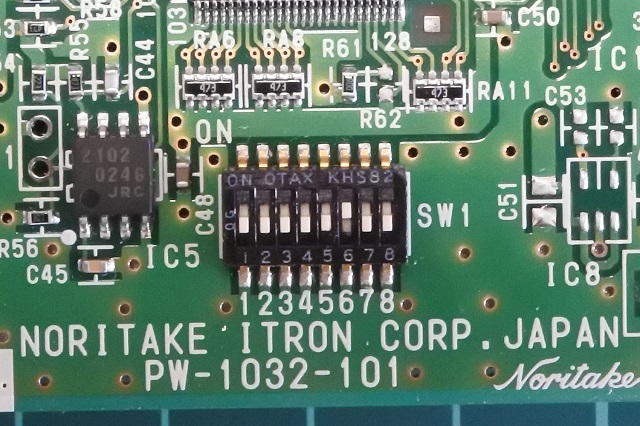 R58
C44
103
RA6
RA8
R61
128
C50
R55
473
473
473
RA11
R62
C53
IC1
ON
2102
0246
JRC
ON OTAX KHS82
1 2 3 4 5 6 7 8
C48
SW1
C51
R56
C45
IC5
IC8
12345678
NORITAKE ITRON CORP. JAPAN
PW-1032-101
Noritake